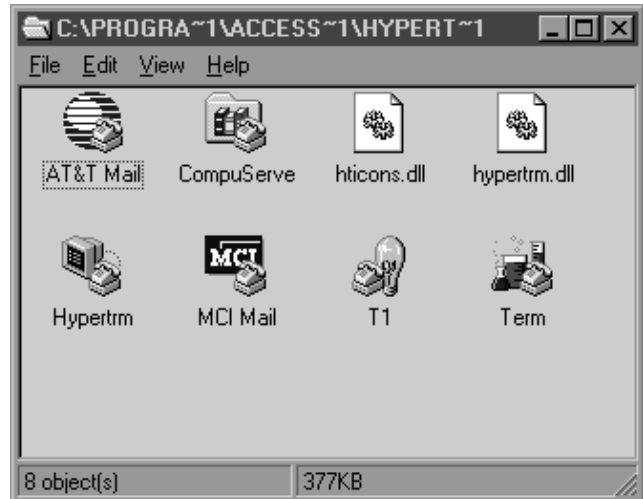 C:\PROGRA~1\ACCESS~1\HYPERT~1
File Edit View Help
AT&T Mail CompuServe hticons.dll hypertrm.dll
MCI
Hypertrm MCI Mail T1 Term
8 object(s) 377KB